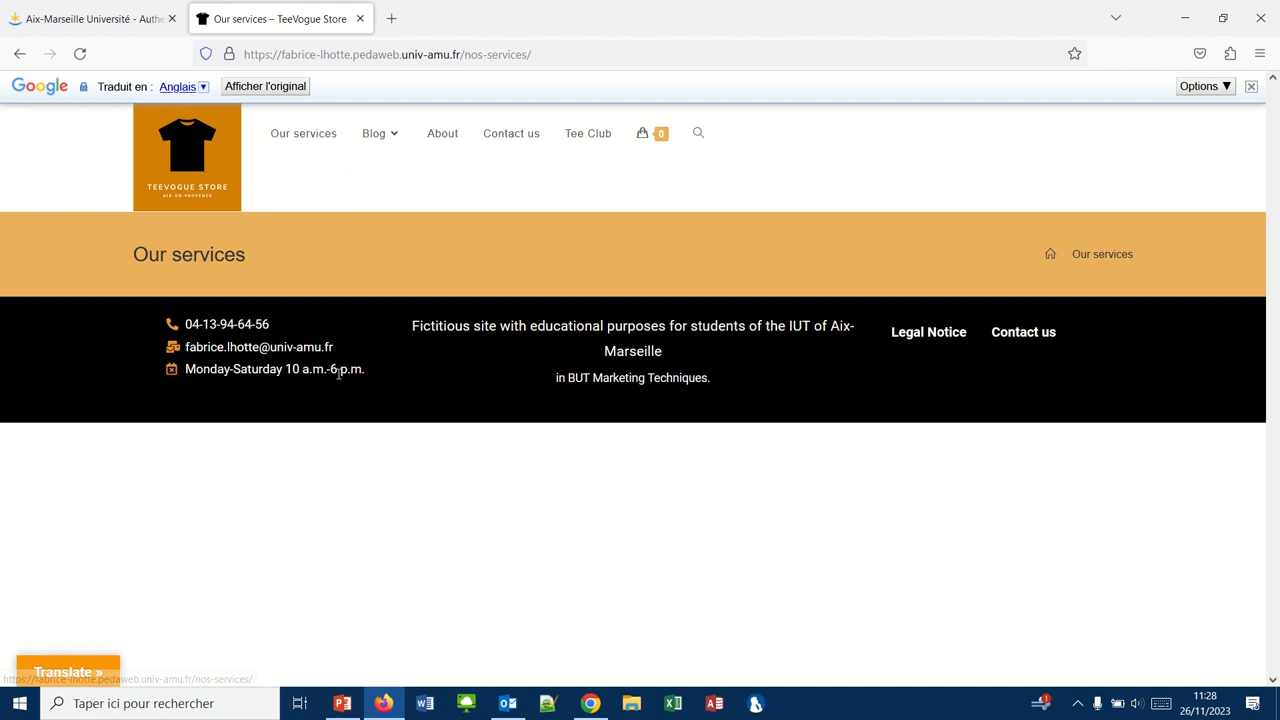 Aix-Marseille Université - Authe
Our services – TeeVogue Store
https://fabrice-lhotte.pedaweb.univ-amu.fr/nos-services/
Google Traduit en : Anglais ▼ Afficher l'original Options ▼
TEEVOGUE STORE
AIX-EN-PROVENCE
Our services Blog About Contact us Tee Club 0
Our services
Our services
04-13-94-64-56
fabrice.lhotte@univ-amu.fr
Monday-Saturday 10 a.m.-6 p.m.
Fictitious site with educational purposes for students of the IUT of Aix-
Marseille
in BUT Marketing Techniques.
Legal Notice Contact us
Translate »
https://fabrice-lhotte.pedaweb.univ-amu.fr/nos-services/
Taper ici pour rechercher
1
11:28
26/11/2023